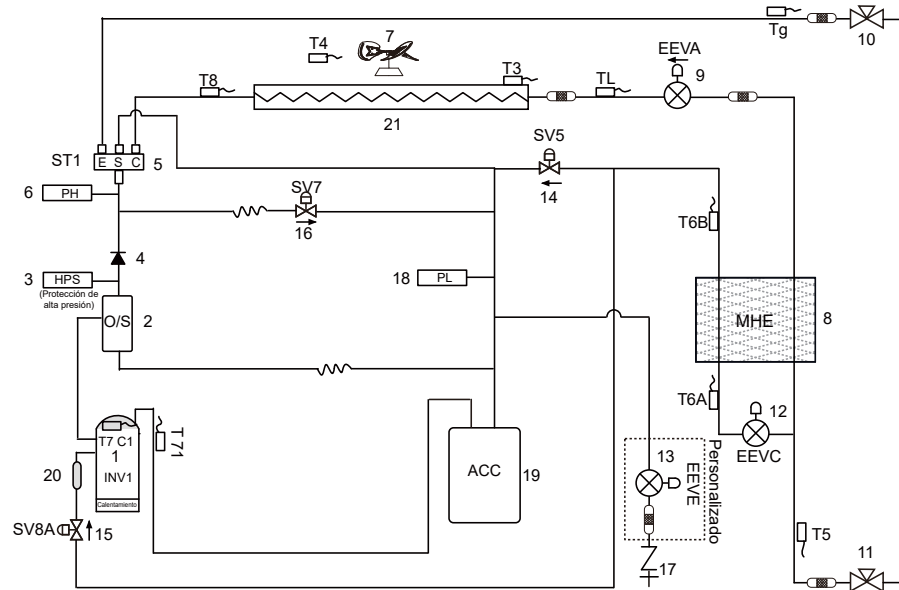 Tg
10
7
T4
EEVA
T8
T3
TL
9
21
ST1
E S C
5
SV5
6
PH
SV7
14
16
T6B
4
3
HPS
(Protección de
alta presión)
18
PL
O/S
2
MHE
8
T6A
12
EEVC
T7 C1
1
INV1
Calentamiento
T 71
ACC
19
13
EEVE
Personalizado
20
SV8A
15
17
T5
11